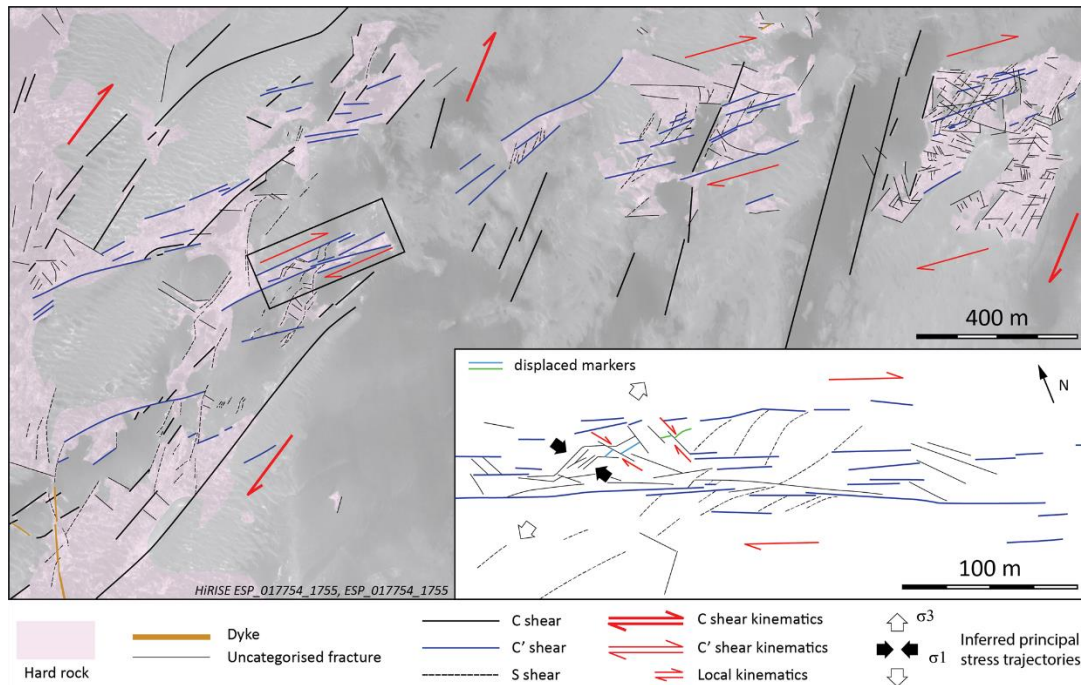 400 m
displaced markers
N
100 m
HiRISE ESP_017754_1755, ESP_017754_1755
Hard rock
Dyke
Uncategorised fracture
C shear
C' shear
S shear
C shear kinematics
C' shear kinematics
Local kinematics
σ3
σ1
Inferred principal
stress trajectories